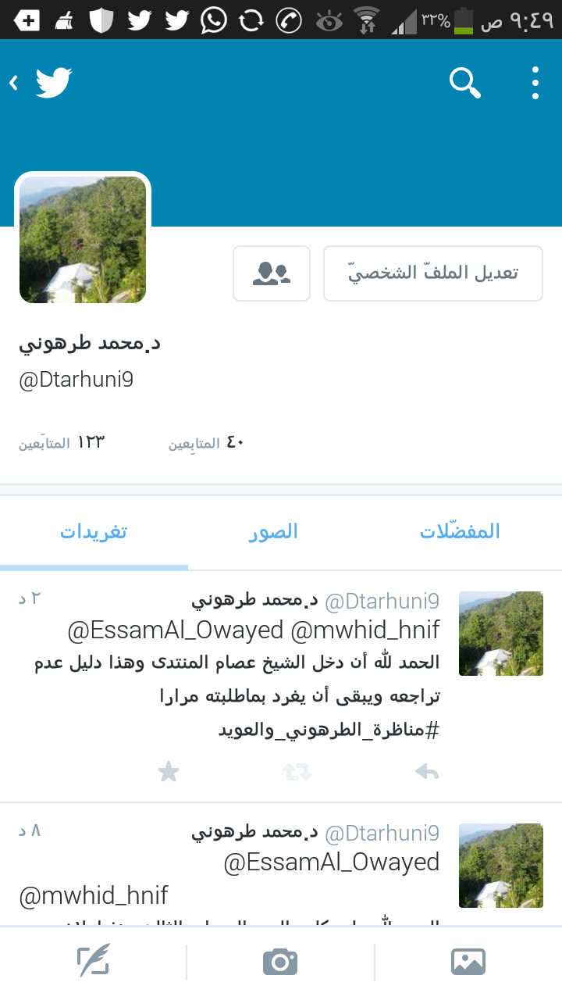 ٣٢% ٩:٤٩ ص
تعديل الملفّ الشخصيّ
د.محمد طرهوني
@Dtarhuni9
١٢٣ المتابَعين
٤٠ المتابِعين
تغريدات
الصور
المفضّلات
د.محمد طرهوني @Dtarhuni9
٢ د
@EssamAl_Owayed @mwhid_hnif
الحمد لله أن دخل الشيخ عصام المنتدى وهذا دليل عدم
تراجعه ويبقى أن يغرد بماطلبته مرارا
#مناظرة_الطرهوني_والعويد
د.محمد طرهوني @Dtarhuni9
٨ د
@EssamAl_Owayed
@mwhid_hnif